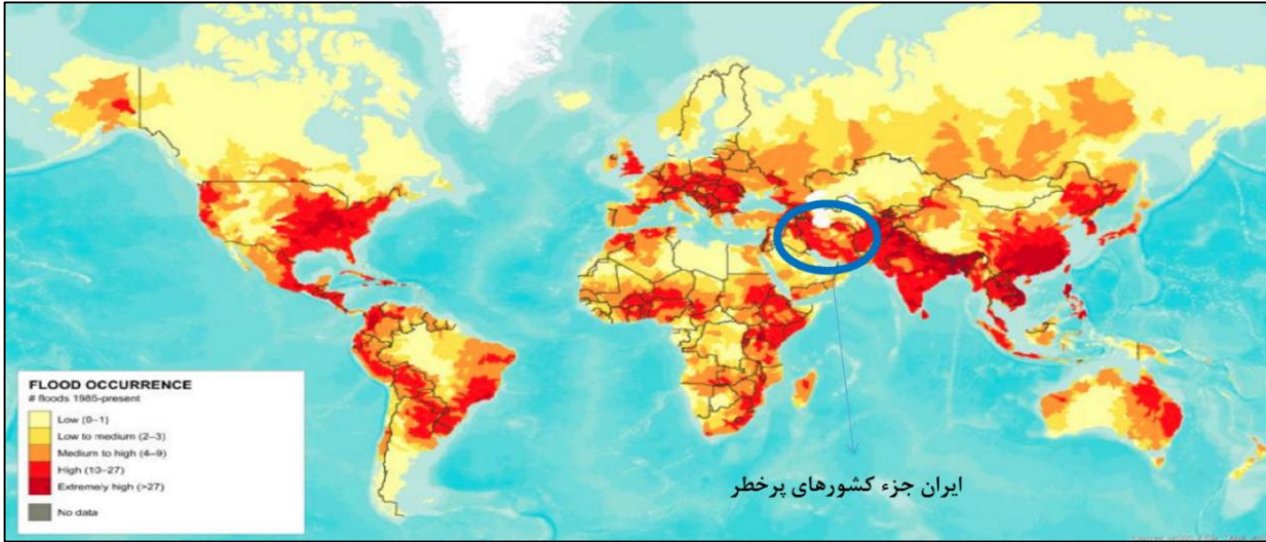 FLOOD OCCURRENCE
# floods 1985-present
Low (0–1)
Low to medium (2–3)
Medium to high (4–9)
High (10–27)
Extremely high (>27)
No data
ایران جزء کشورهای پرخطر